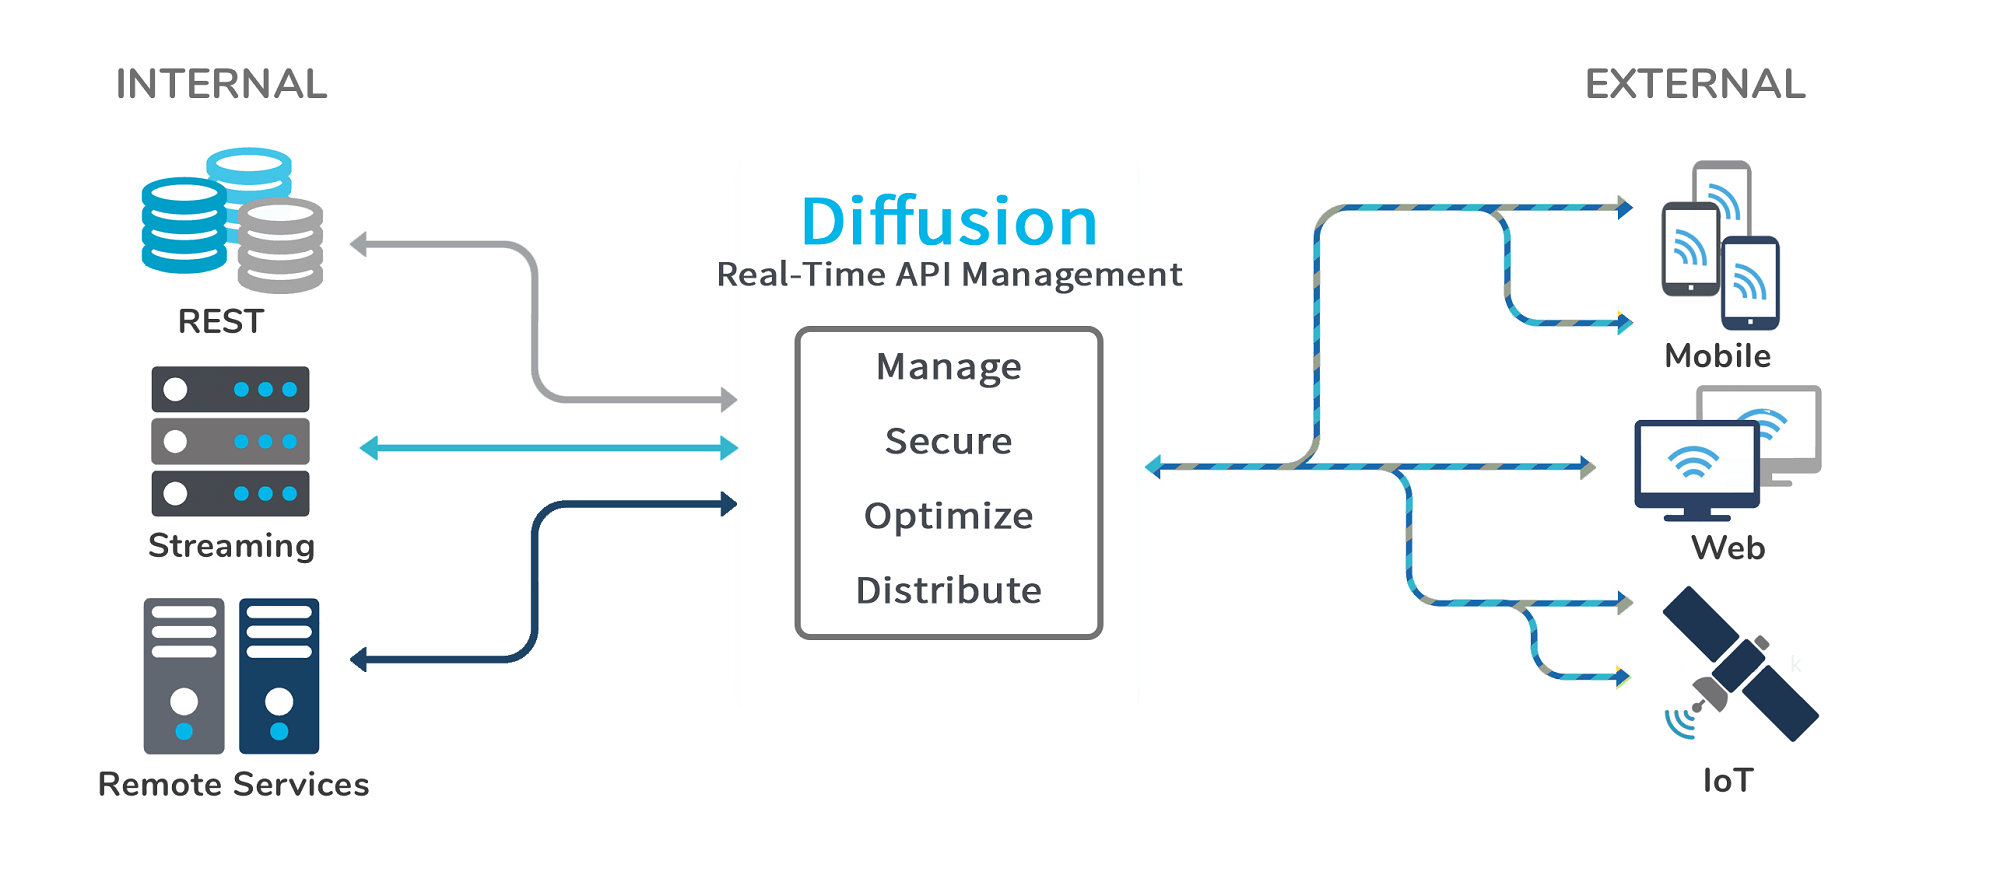 INTERNAL
EXTERNAL
REST
Streaming
Remote Services
Diffusion
Real-Time API Management
Manage
Secure
Optimize
Distribute
Mobile
Web
IoT
k